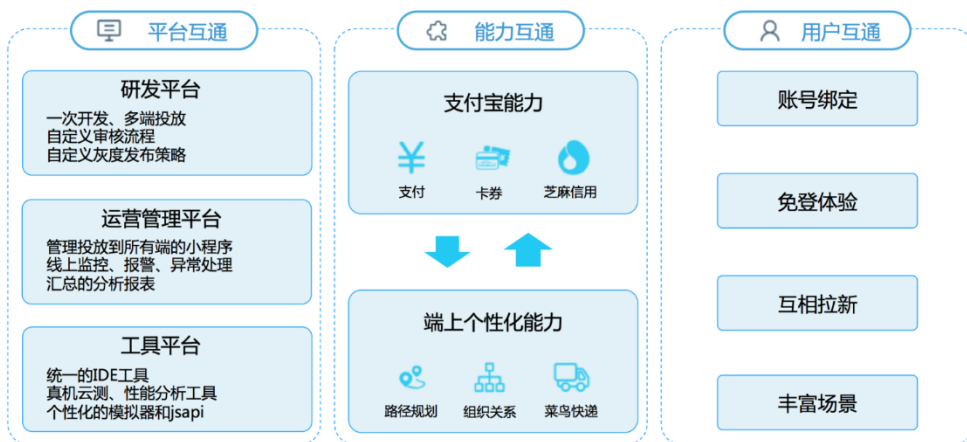 平台互通
研发平台
一次开发、多端投放
自定义审核流程
自定义灰度发布策略
运营管理平台
管理投放到所有端的小程序
线上监控、报警、异常处理
汇总的分析报表
工具平台
统一的IDE工具
真机云测、性能分析工具
个性化的模拟器和jsapi
能力互通
支付宝能力
支付
卡券
芝麻信用
端上个性化能力
路径规划
组织关系
菜鸟快递
用户互通
账号绑定
免登体验
互相拉新
丰富场景